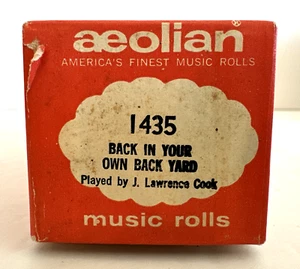 aeolian
AMERICA'S FINEST MUSIC ROLLS
1435
BACK IN YOUR
OWN BACK YARD
Played by J. Lawrence Cook
music rolls